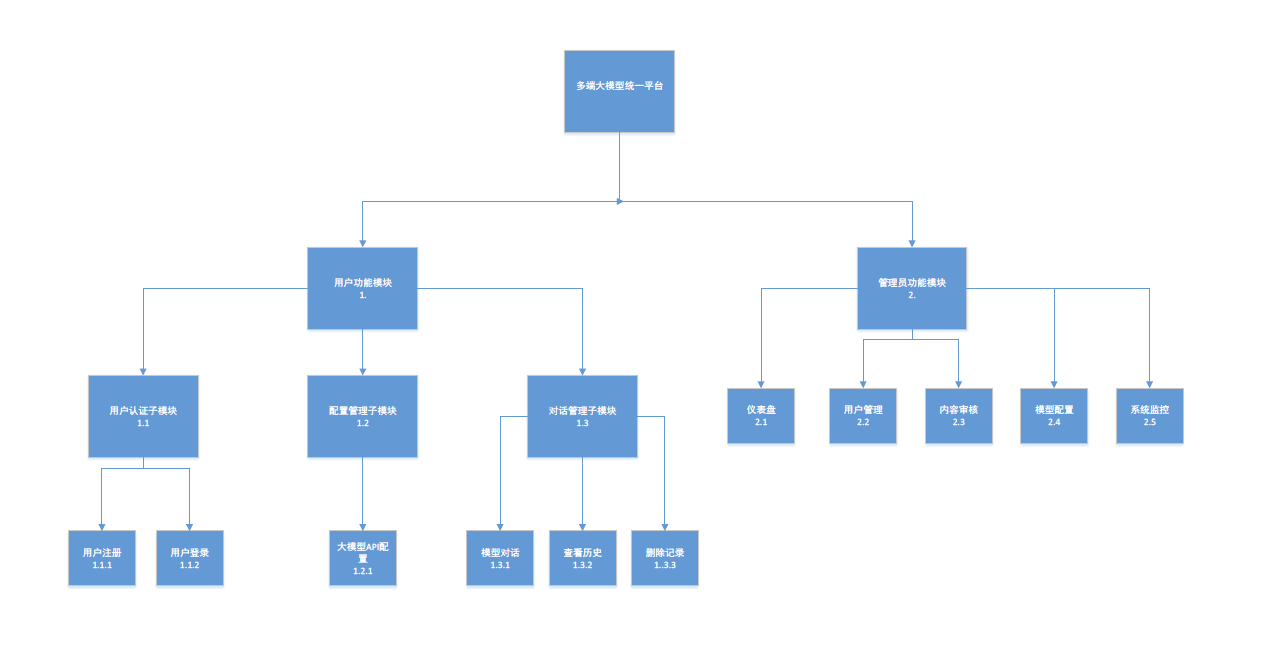 多端大模型统一平台
用户功能模块
1.
管理员功能模块
2.
用户认证子模块
1.1
配置管理子模块
1.2
对话管理子模块
1.3
仪表盘
2.1
用户管理
2.2
内容审核
2.3
模型配置
2.4
系统监控
2.5
用户注册
1.1.1
用户登录
1.1.2
大模型API配
置
1.2.1
模型对话
1.3.1
查看历史
1.3.2
删除记录
1..3.3